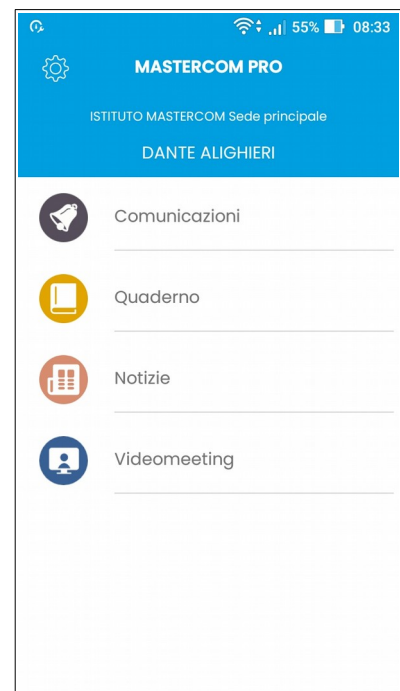 55% 08:33
MASTERCOM PRO
ISTITUTO MASTERCOM Sede principale
DANTE ALIGHIERI
Comunicazioni
Quaderno
Notizie
Videomeeting